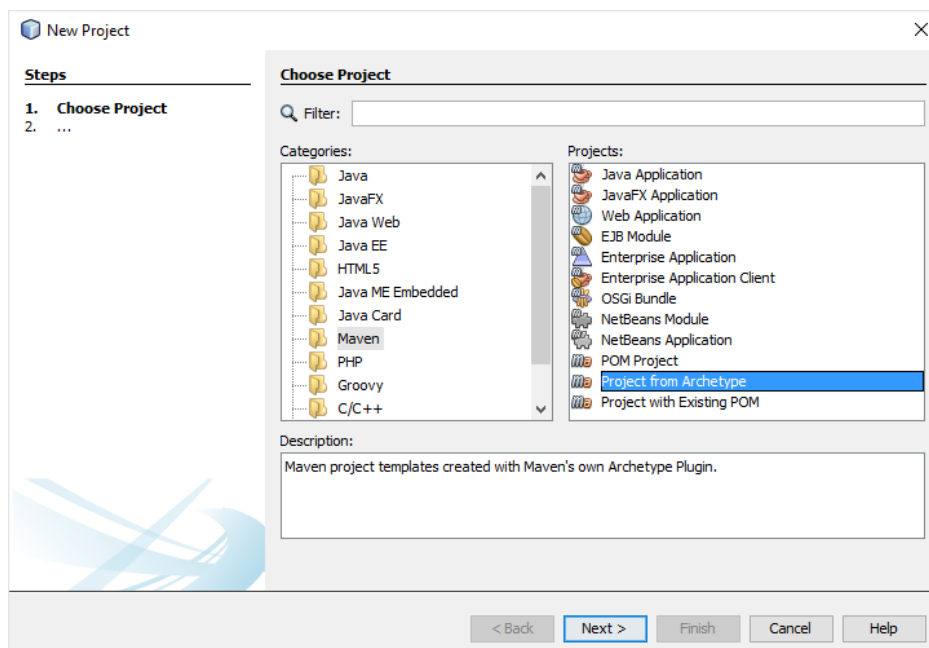 New Project
Steps
1. Choose Project
2. ...
Choose Project
Filter:
Categories:
Java
JavaFX
Java Web
Java EE
HTML5
Java ME Embedded
Java Card
Maven
PHP
Groovy
C/C++
Projects:
Java Application
JavaFX Application
Web Application
EJB Module
Enterprise Application
Enterprise Application Client
OSGi Bundle
NetBeans Module
NetBeans Application
POM Project
Project from Archetype
Project with Existing POM
Description:
Maven project templates created with Maven's own Archetype Plugin.
< Back
Next >
Finish
Cancel
Help